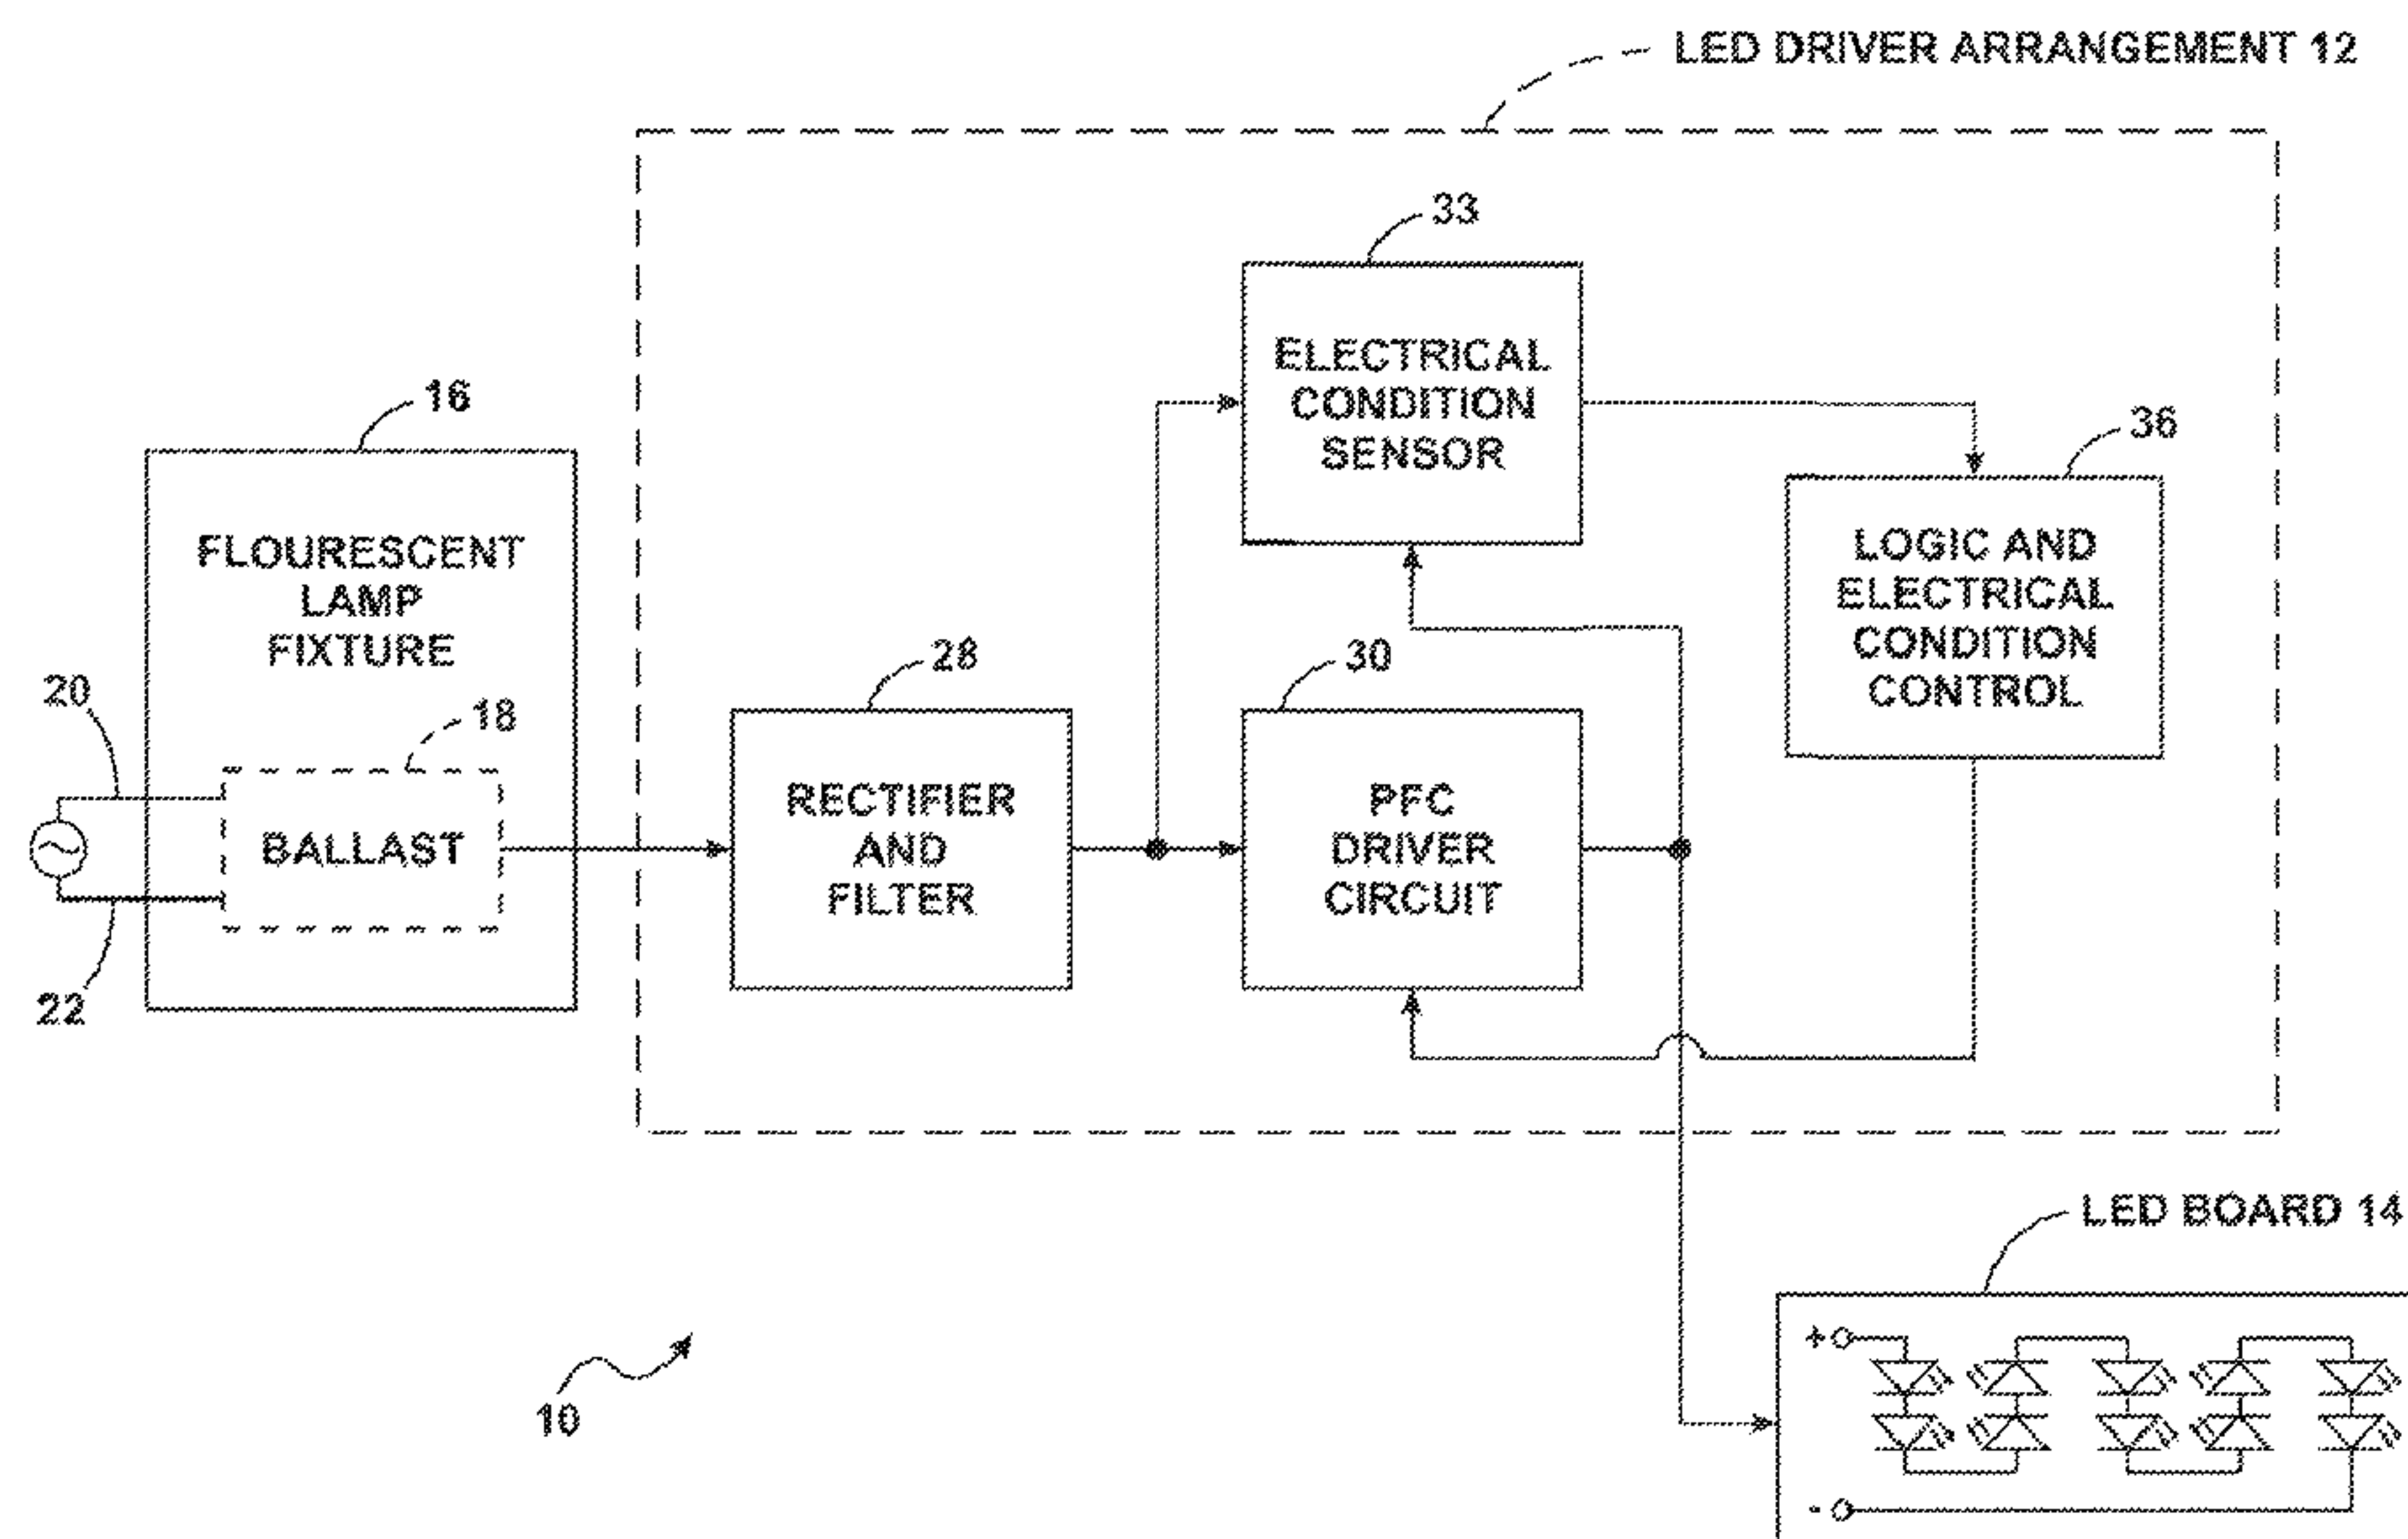 LED DRIVER ARRANGEMENT 12
33
ELECTRICAL
CONDITION
SENSOR
16
FLOURESCENT
LAMP
FIXTURE
36
LOGIC AND
ELECTRICAL
CONDITION
CONTROL
20
18
BALLAST
22
28
RECTIFIER
AND
FILTER
30
PFC
DRIVER
CIRCUIT
LED BOARD 14
+
-
10